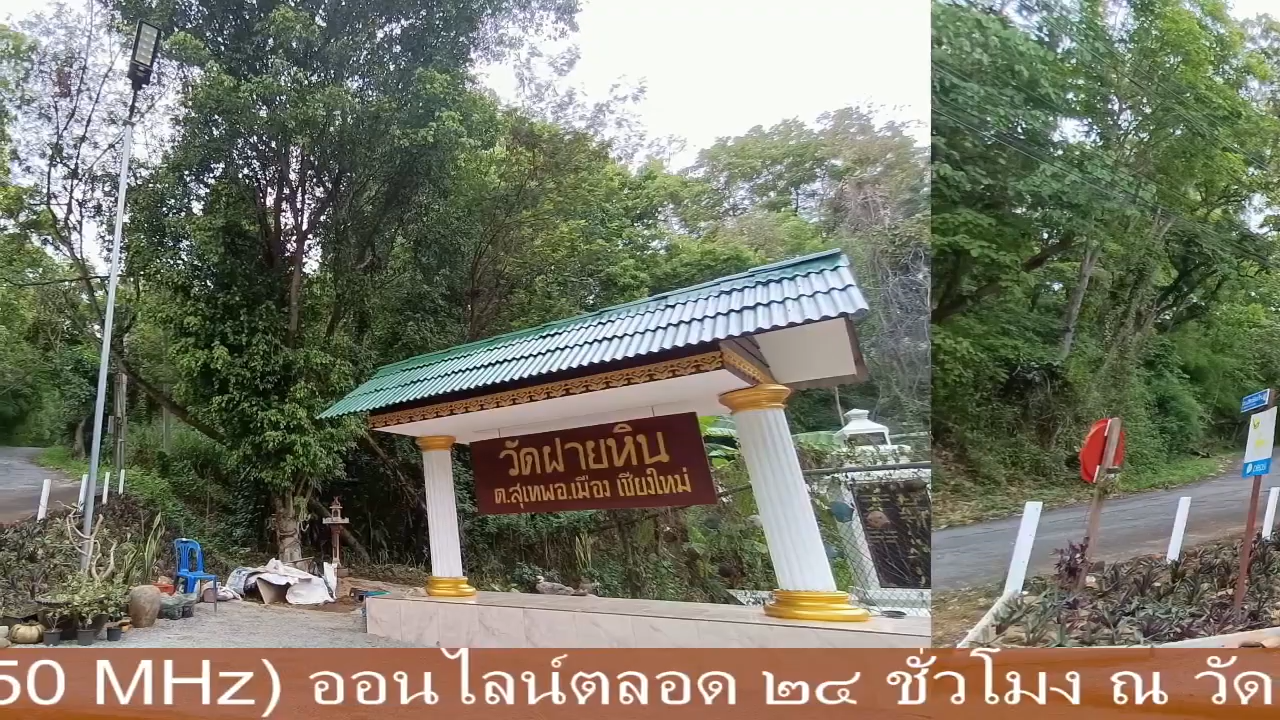 วัดฝายหิน
ต.สุเทพ อ.เมือง เชียงใหม่
pepsi
50 MHz) ออนไลน์ตลอด ๒๔ ชั่วโมง ณ วัด